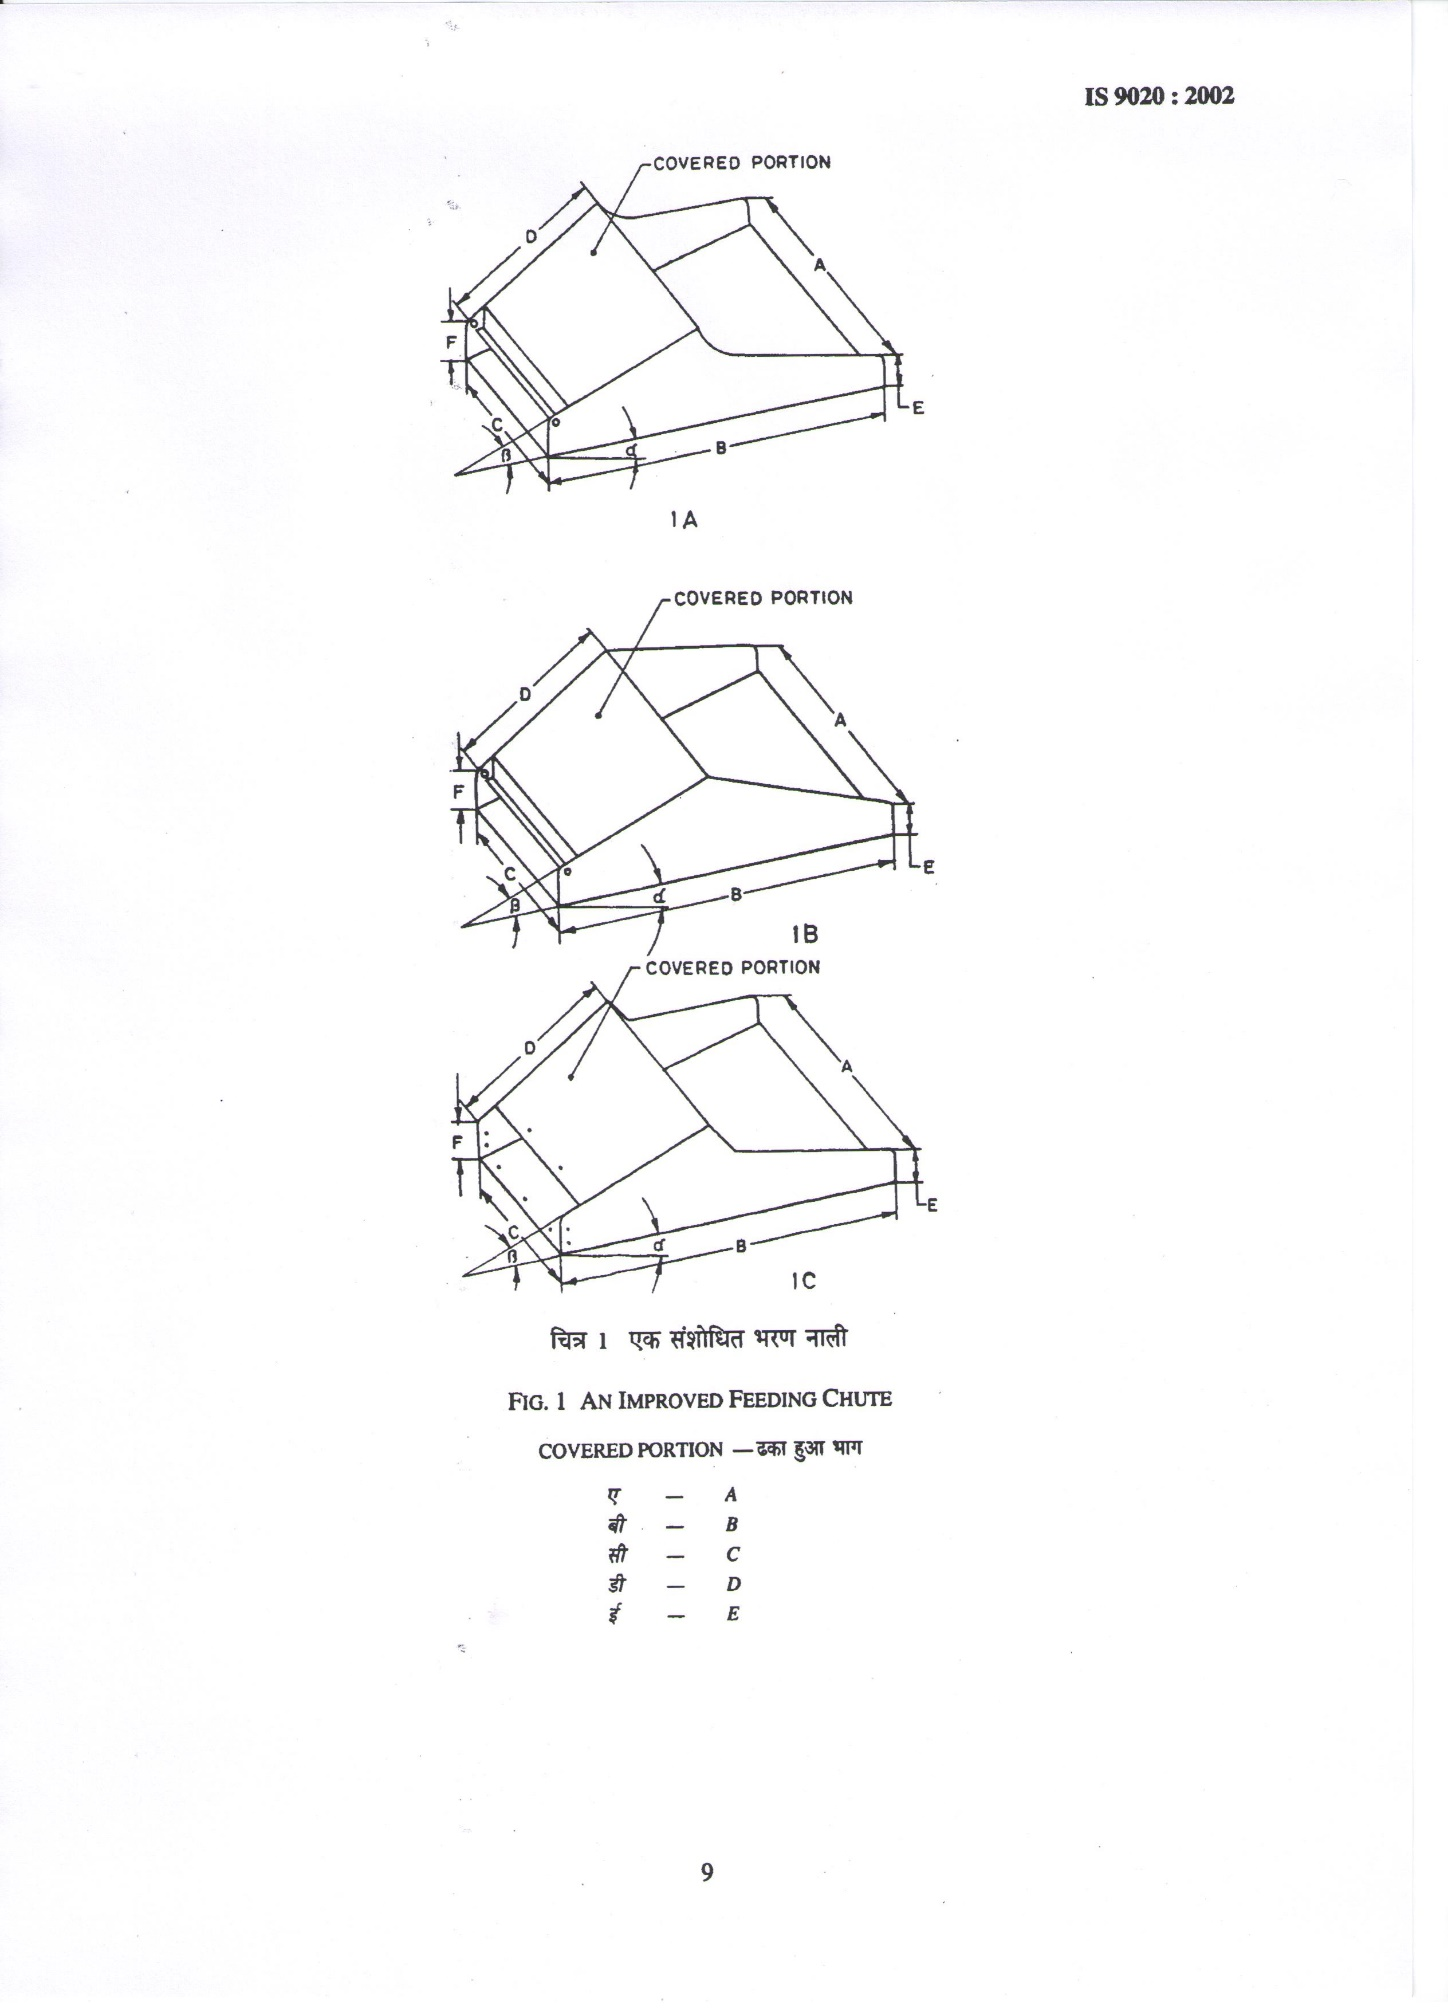 IS 9020 : 2002
COVERED PORTION
D
A
F
C
E
β
α
B
1A
COVERED PORTION
D
A
F
C
E
β
α
B
1B
COVERED PORTION
D
A
F
C
E
β
α
B
1C
चित्र 1 एक संशोधित भरण नाली
FIG. 1 AN IMPROVED FEEDING CHUTE
COVERED PORTION — ढका हुआ भाग
ए — A
बी — B
सी — C
डी — D
ई — E
9